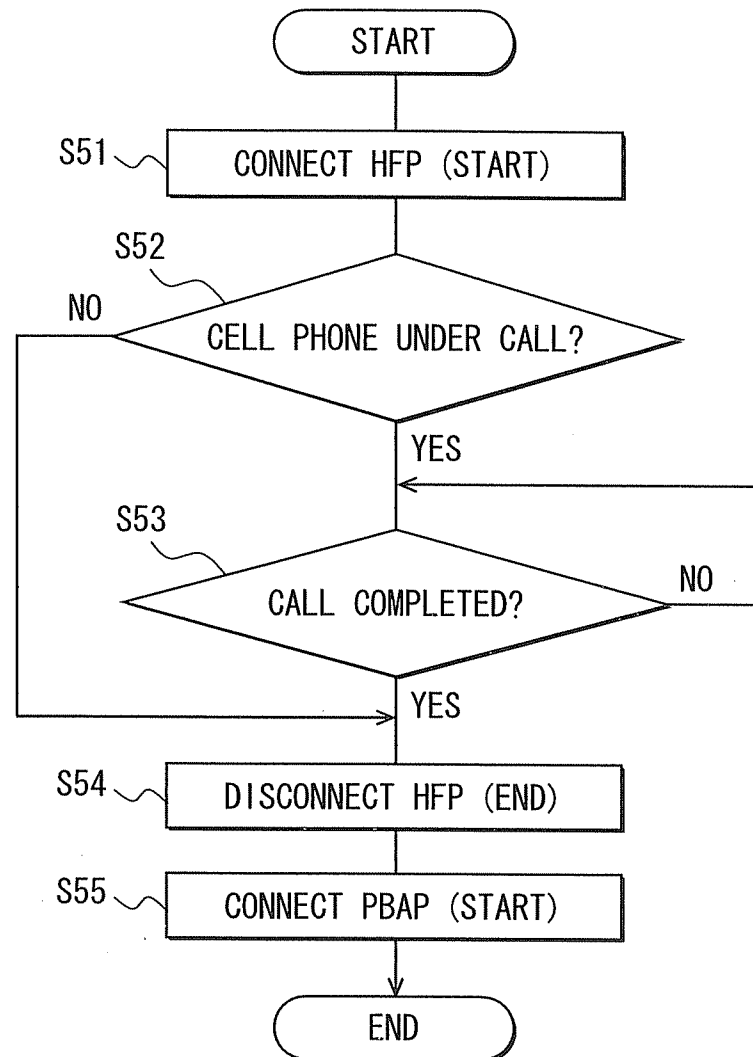 START
S51
CONNECT HFP (START)
S52
NO
CELL PHONE UNDER CALL?
YES
S53
NO
CALL COMPLETED?
YES
S54
DISCONNECT HFP (END)
S55
CONNECT PBAP (START)
END